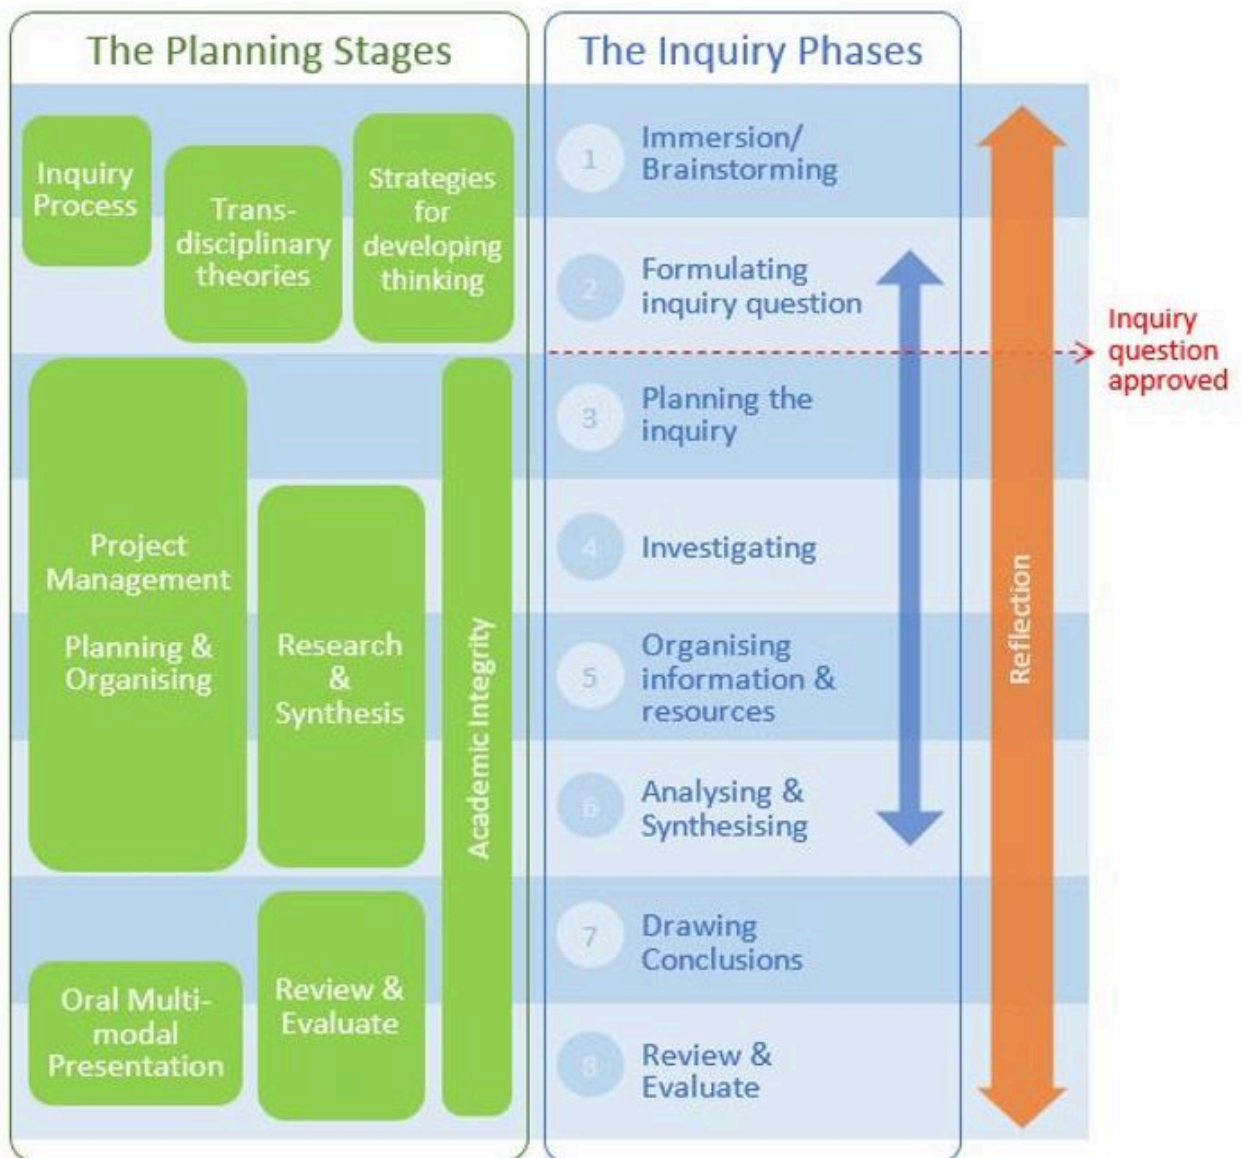 The Planning Stages
Inquiry
Process
Trans-
disciplinary
theories
Strategies
for
developing
thinking
Project
Management
Planning &
Organising
Research
&
Synthesis
Academic Integrity
Oral Multi-
modal
Presentation
Review &
Evaluate
The Inquiry Phases
1
Immersion/
Brainstorming
2
Formulating
inquiry question
3
Planning the
inquiry
4
Investigating
5
Organising
information &
resources
6
Analysing &
Synthesising
7
Drawing
Conclusions
8
Review &
Evaluate
Reflection
Inquiry
question
approved